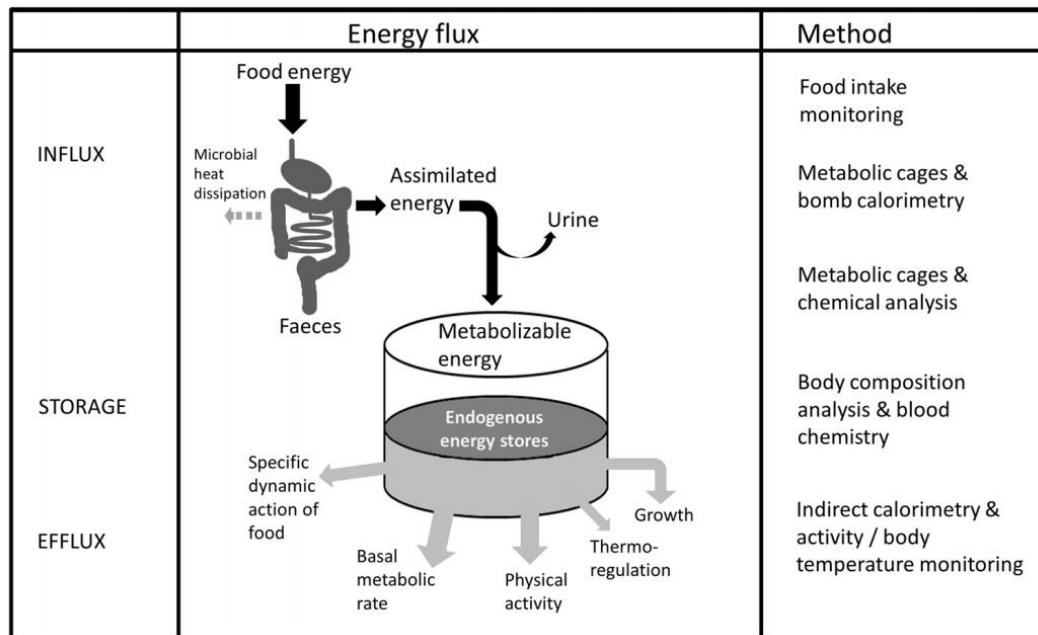 Energy flux
Method
INFLUX
Food energy
Microbial
heat
dissipation
Assimilated
energy
Urine
Faeces
Food intake
monitoring
Metabolic cages &
bomb calorimetry
Metabolic cages &
chemical analysis
STORAGE
Metabolizable
energy
Endogenous
energy stores
Body composition
analysis & blood
chemistry
EFFLUX
Specific
dynamic
action of
food
Basal
metabolic
rate
Physical
activity
Thermo-
regulation
Growth
Indirect calorimetry &
activity / body
temperature monitoring